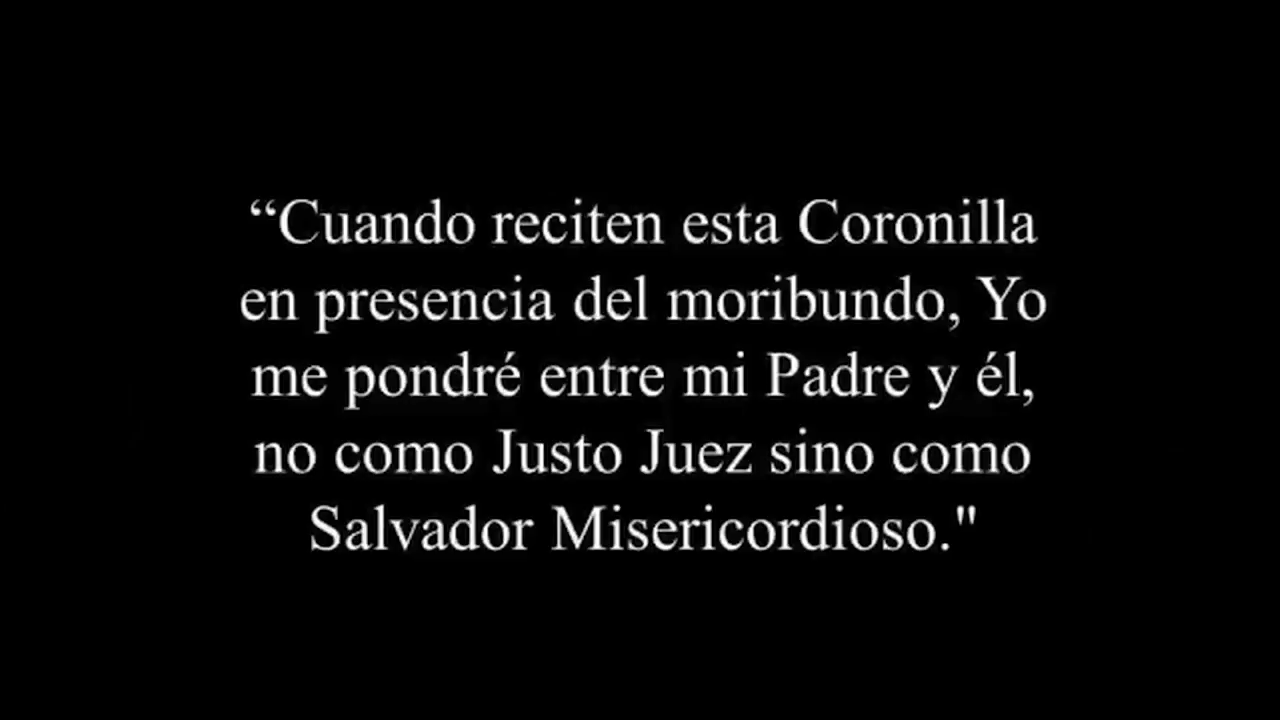 “Cuando reciten esta Coronilla
en presencia del moribundo, Yo
me pondré entre mi Padre y él,
no como Justo Juez sino como
Salvador Misericordioso."